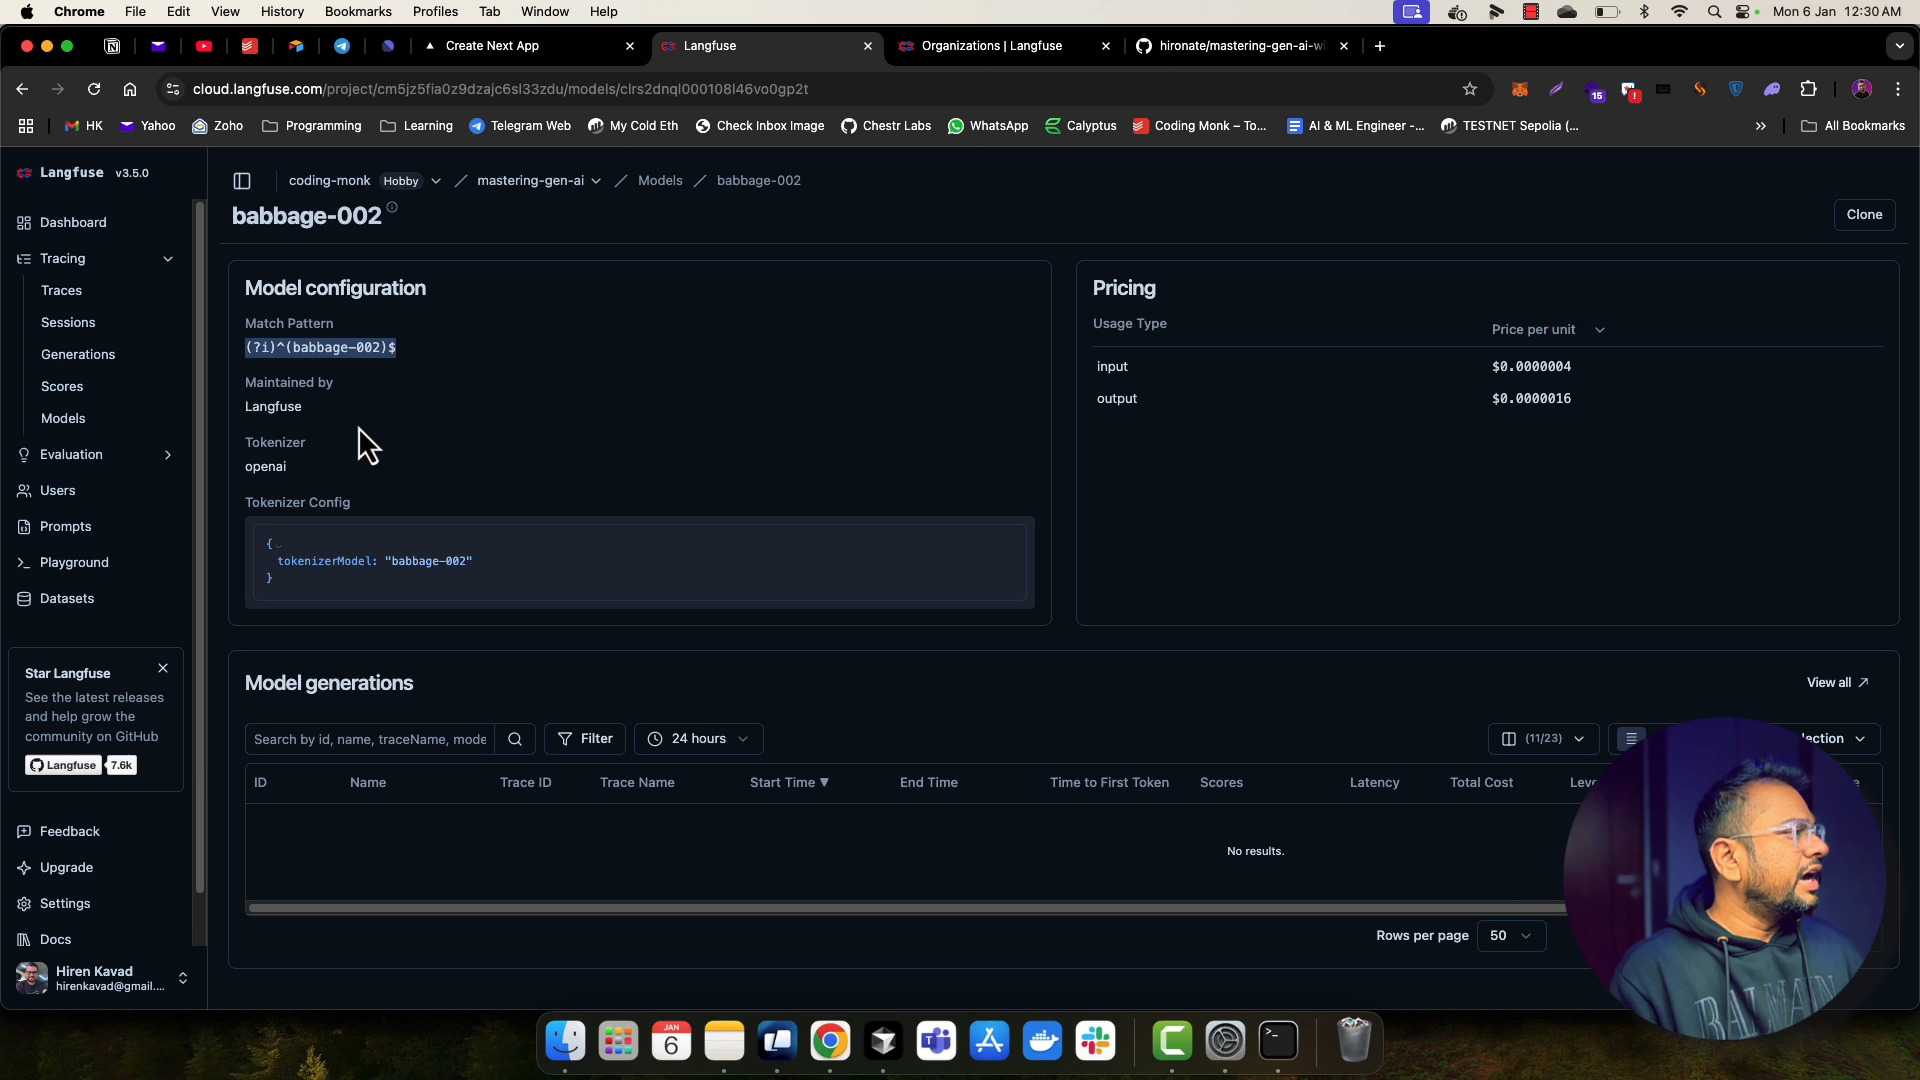 Chrome File Edit View History Bookmarks Profiles Tab Window Help Mon 6 Jan 12:30 AM
Create Next App Langfuse Organizations | Langfuse hironate/mastering-gen-ai-wi
cloud.langfuse.com/project/cm5jz5fia0z9dzajc6sl33zdu/models/clrs2dnql000108l46vo0gp2t
15
HK Yahoo Zoho Programming Learning Telegram Web My Cold Eth Check Inbox Image Chestr Labs WhatsApp Calyptus Coding Monk – To... AI & ML Engineer -... TESTNET Sepolia (... All Bookmarks
Langfuse v3.5.0
coding-monk Hobby mastering-gen-ai Models babbage-002
babbage-002
Clone
Dashboard
Tracing
Traces
Sessions
Generations
Scores
Models
Evaluation
Users
Prompts
Playground
Datasets
Star Langfuse
See the latest releases
and help grow the
community on GitHub
Langfuse 7.6k
Feedback
Upgrade
Settings
Docs
Hiren Kavad
hirenkavad@gmail....
Model configuration
Match Pattern
(?i)^(babbage-002)$
Maintained by
Langfuse
Tokenizer
openai
Tokenizer Config
{
tokenizerModel: "babbage-002"
}
Pricing
Usage Type Price per unit
input $0.0000004
output $0.0000016
Model generations
View all
Search by id, name, traceName, mode Filter 24 hours (11/23)
ID Name Trace ID Trace Name Start Time ▼ End Time Time to First Token Scores Latency Total Cost
No results.
Rows per page 50
BALMAIN
JAN
6